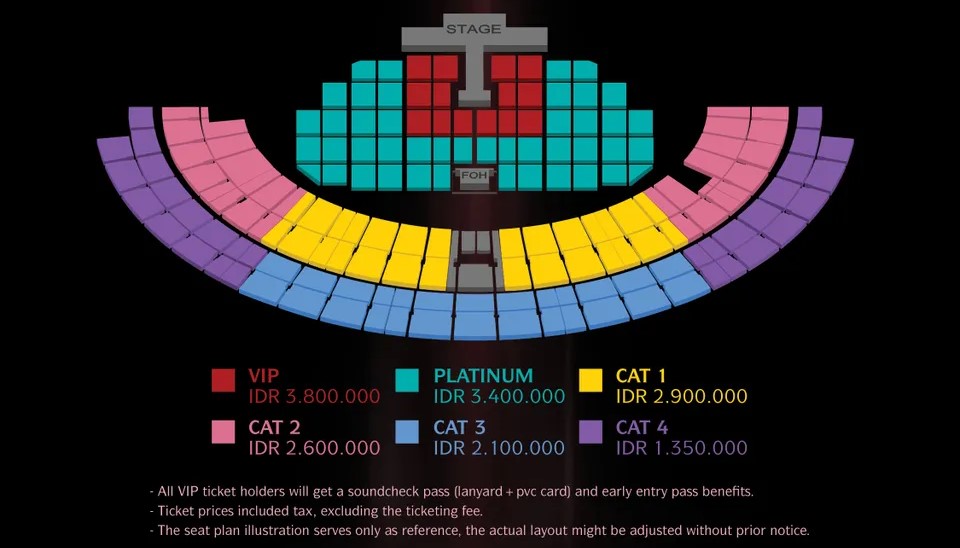 STAGE
FOH
VIP
IDR 3.800.000
PLATINUM
IDR 3.400.000
CAT 1
IDR 2.900.000
CAT 2
IDR 2.600.000
CAT 3
IDR 2.100.000
CAT 4
IDR 1.350.000
- All VIP ticket holders will get a soundcheck pass (lanyard + pvc card) and early entry pass benefits.
- Ticket prices included tax, excluding the ticketing fee.
- The seat plan illustration serves only as reference, the actual layout might be adjusted without prior notice.